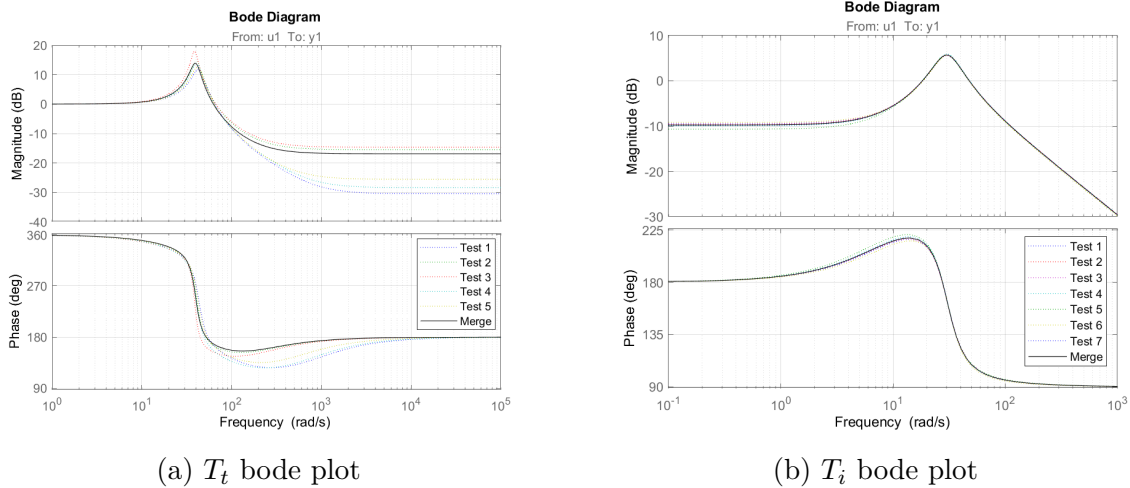 Bode Diagram
From: u1 To: y1
Magnitude (dB)
20
10
0
-10
-20
-30
-40
Phase (deg)
360
270
180
90
Test 1
Test 2
Test 3
Test 4
Test 5
Merge
10^0
10^1
10^2
10^3
10^4
10^5
Frequency (rad/s)
(a) T_t bode plot
Bode Diagram
From: u1 To: y1
Magnitude (dB)
10
0
-10
-20
-30
Phase (deg)
225
180
135
90
Test 1
Test 2
Test 3
Test 4
Test 5
Test 6
Test 7
Merge
10^-1
10^0
10^1
10^2
10^3
Frequency (rad/s)
(b) T_i bode plot